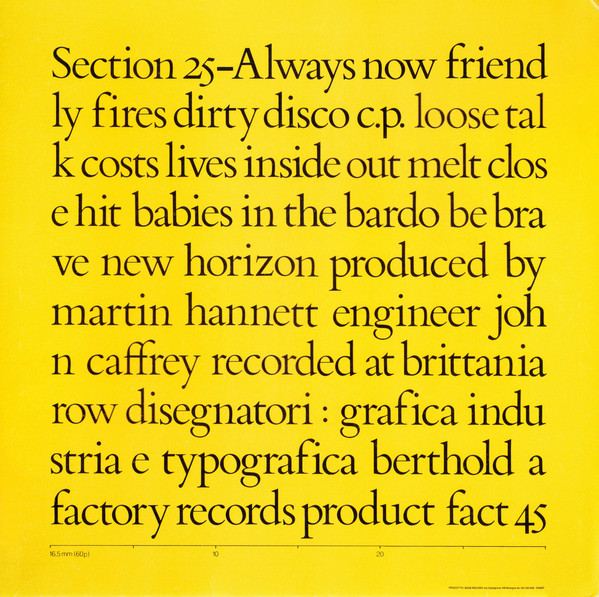 Section 25–Always now friend
ly fires dirty disco c.p. loose tal
k costs lives inside out melt clos
e hit babies in the bardo be bra
ve new horizon produced by
martin hannett engineer joh
n caffrey recorded at brittania
row disegnatori : grafica indu
stria e typografica berthold a
factory records product fact 45
16.5mm (60p) 10 20